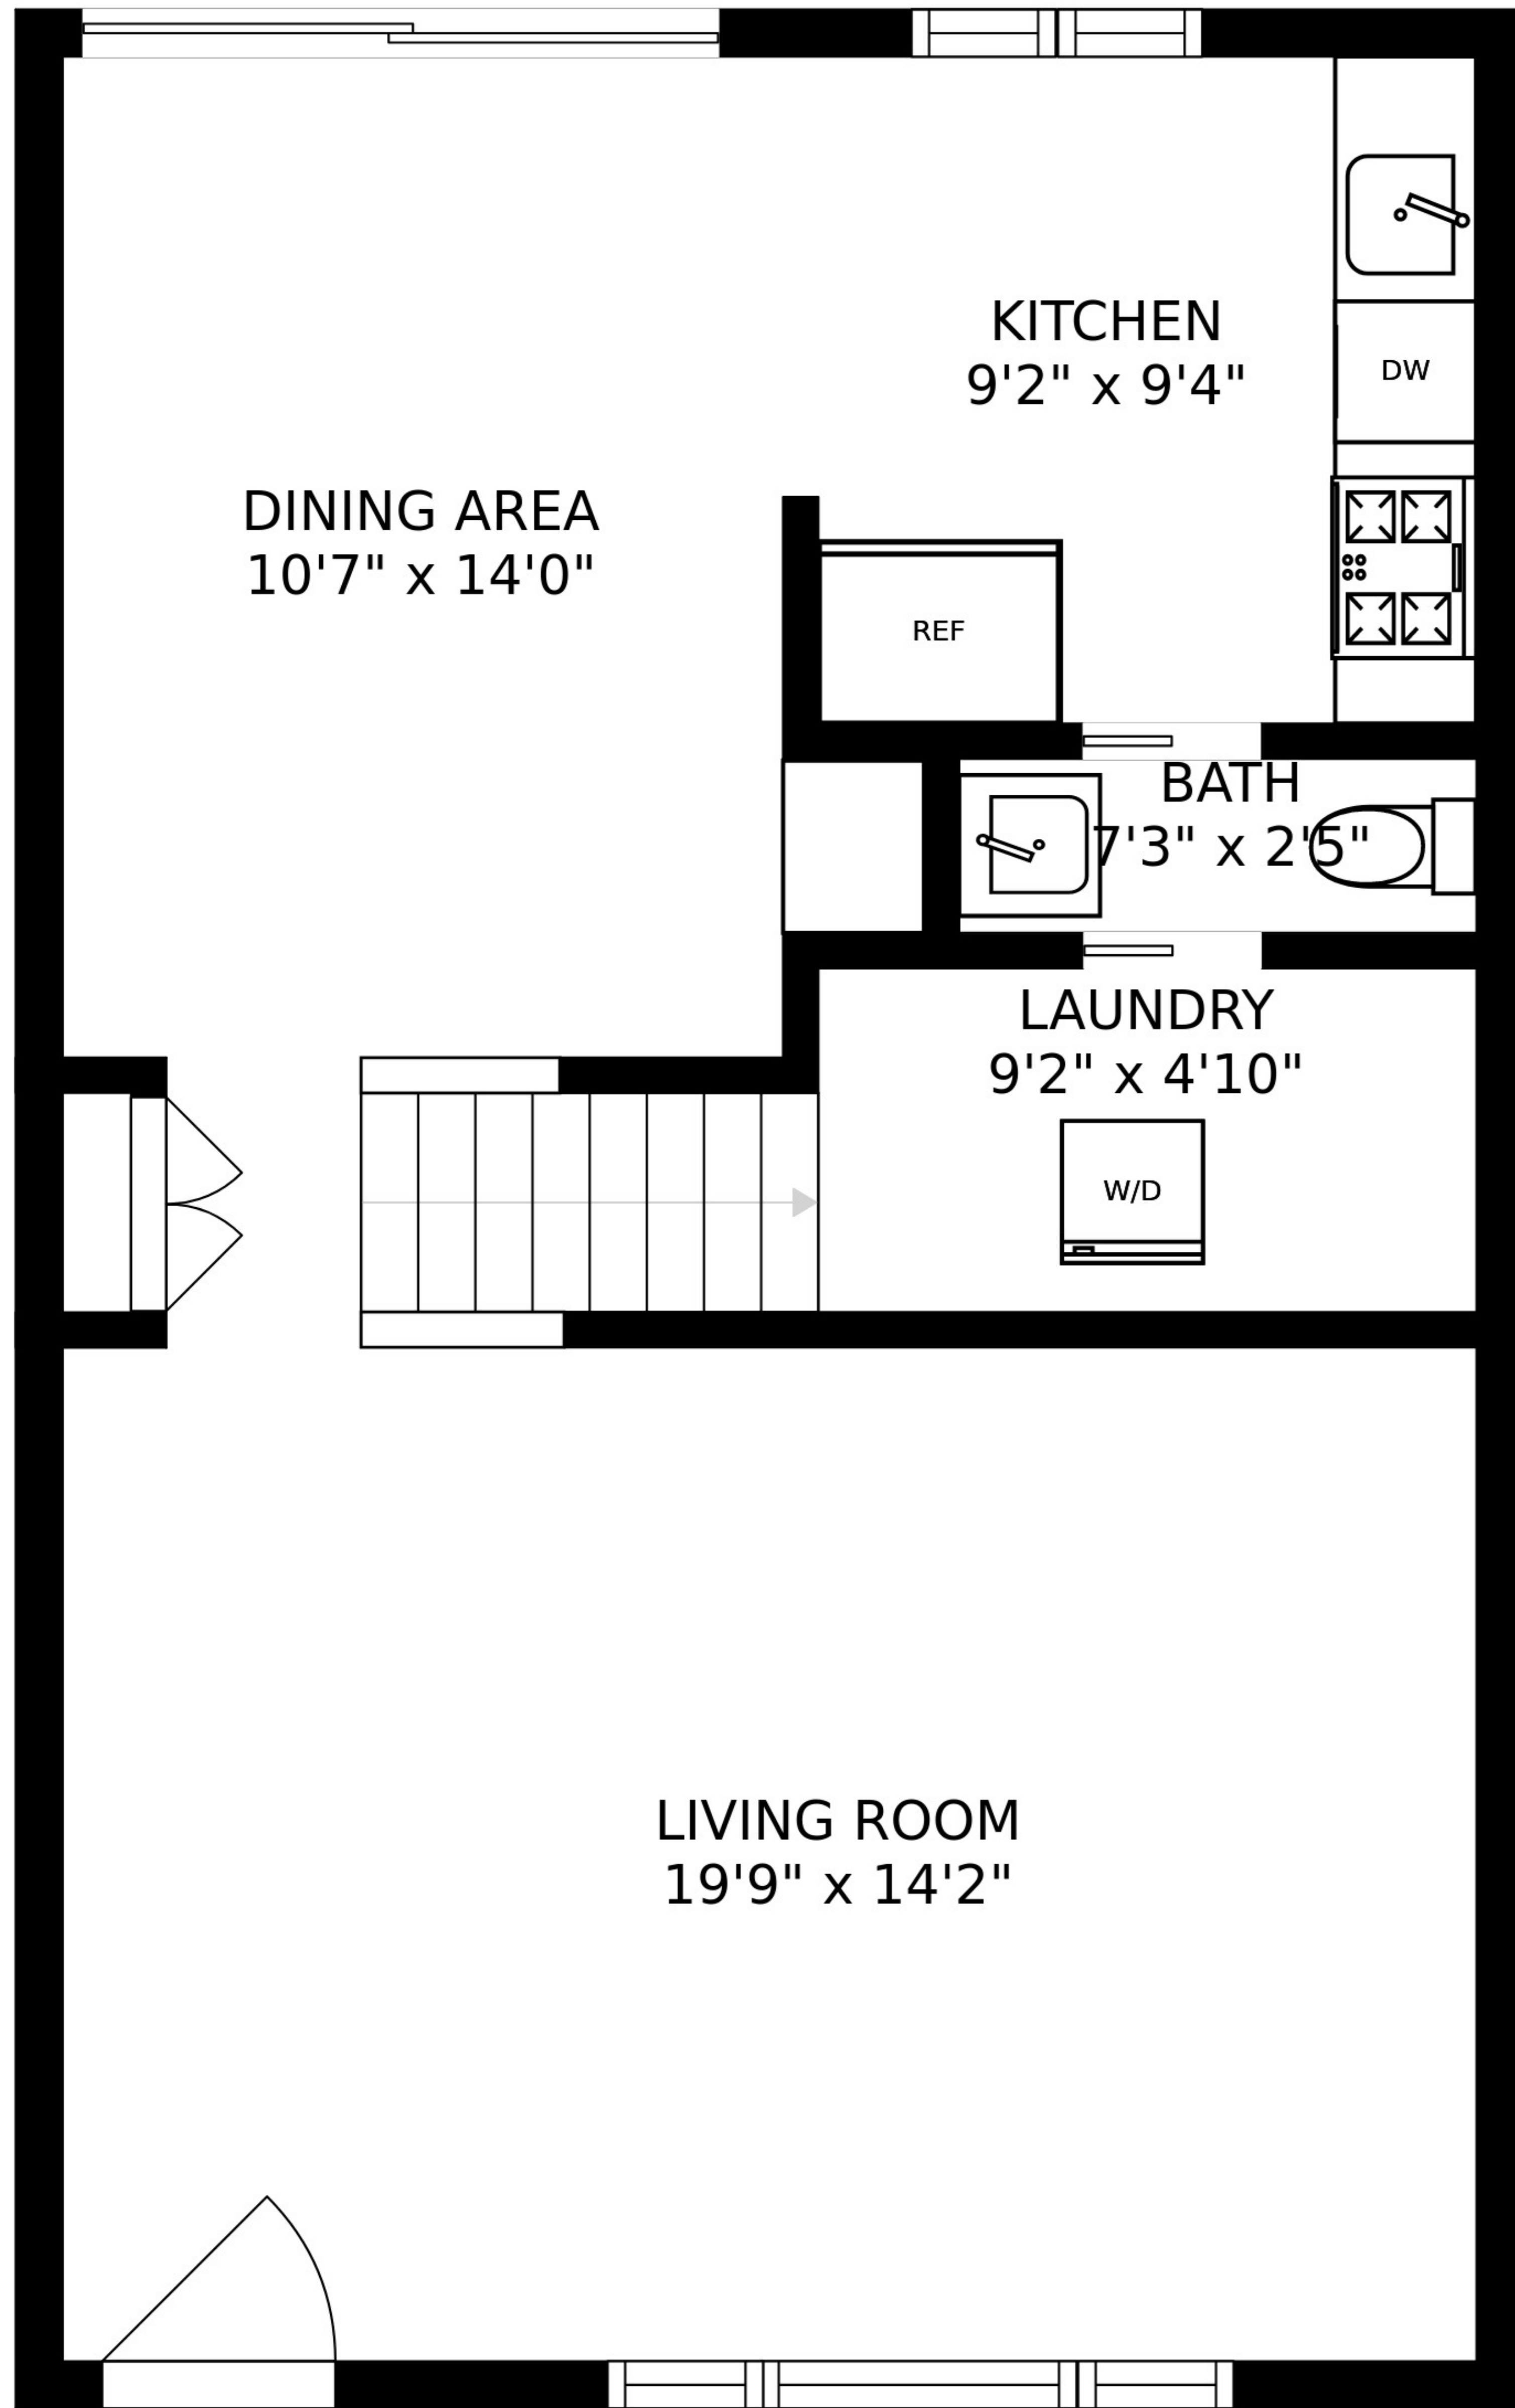 KITCHEN
9'2" x 9'4"
DW
DINING AREA
10'7" x 14'0"
REF
BATH
7'3" x 2'5"
LAUNDRY
9'2" x 4'10"
W/D
LIVING ROOM
19'9" x 14'2"